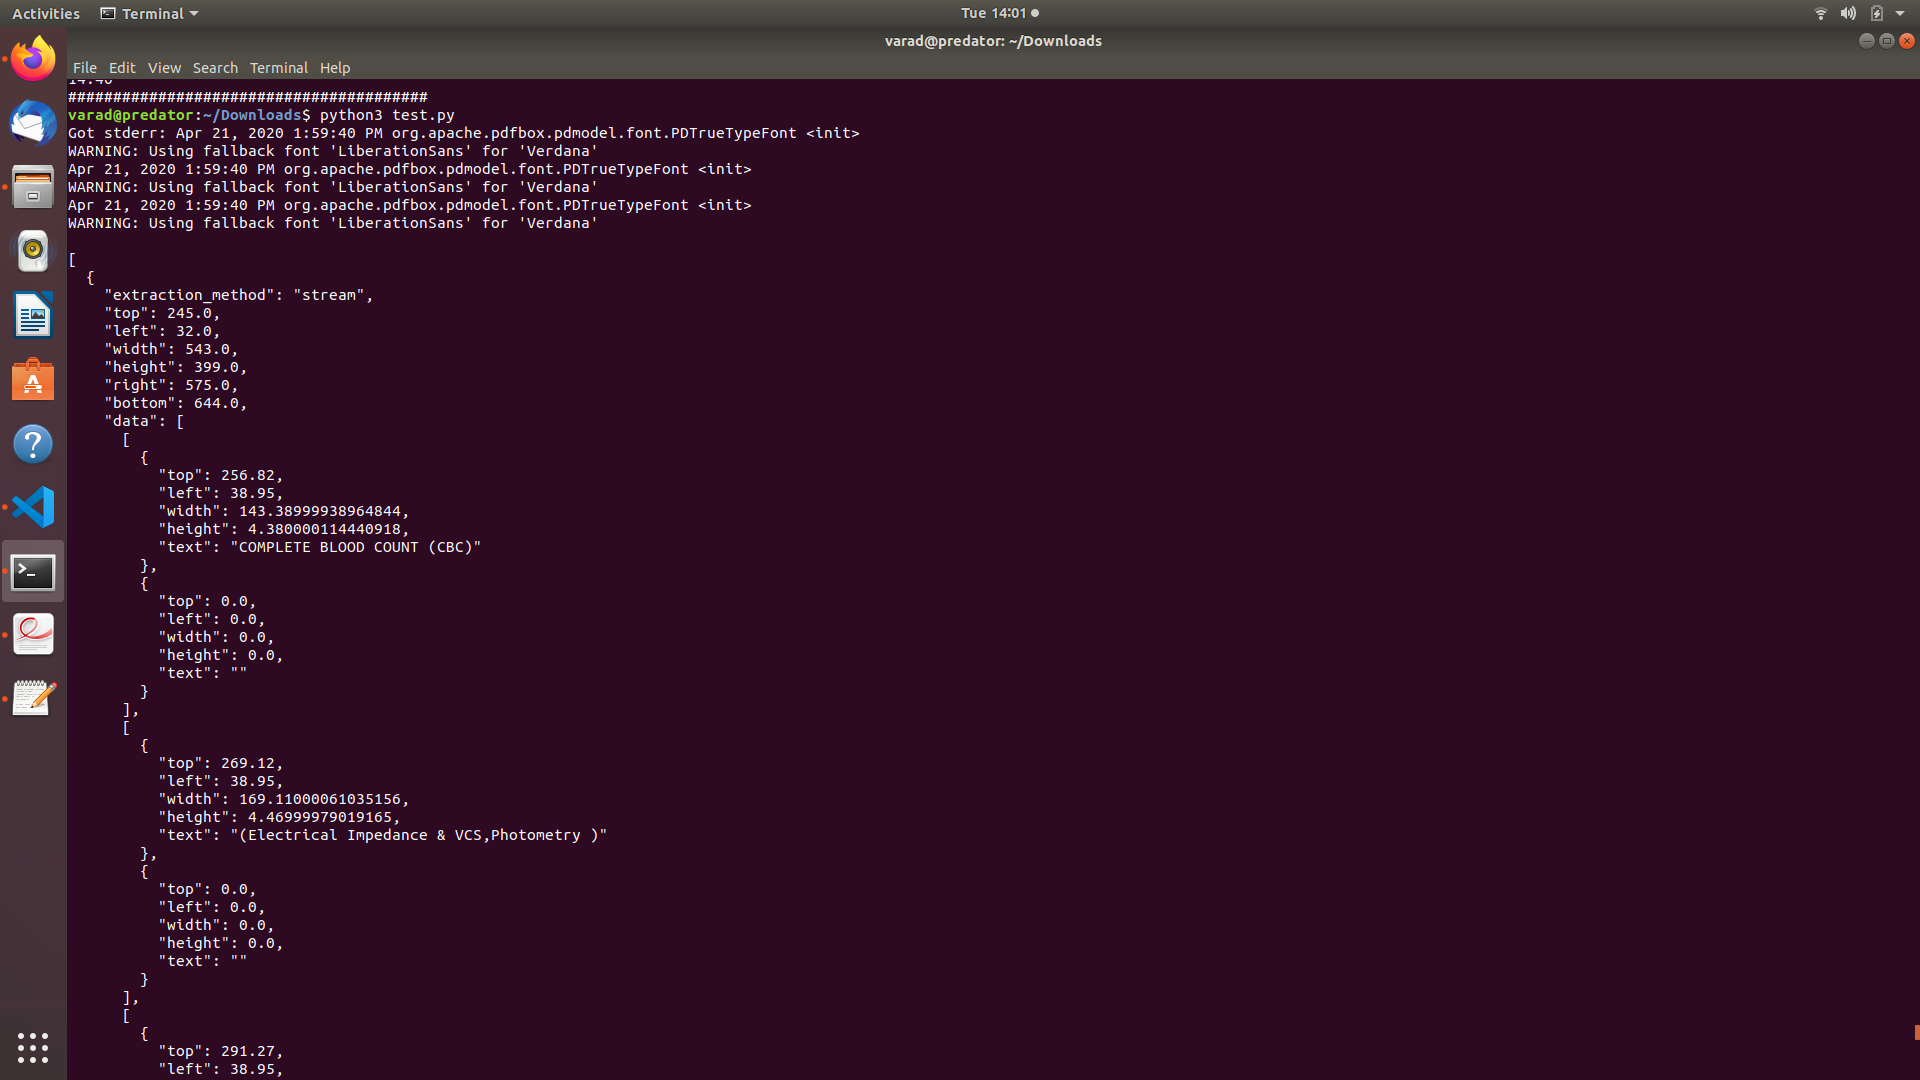 Activities Terminal Tue 14:01
varad@predator: ~/Downloads
File Edit View Search Terminal Help
14:46
########################################
varad@predator:~/Downloads$ python3 test.py
Got stderr: Apr 21, 2020 1:59:40 PM org.apache.pdfbox.pdmodel.font.PDTrueTypeFont <init>
WARNING: Using fallback font 'LiberationSans' for 'Verdana'
Apr 21, 2020 1:59:40 PM org.apache.pdfbox.pdmodel.font.PDTrueTypeFont <init>
WARNING: Using fallback font 'LiberationSans' for 'Verdana'
Apr 21, 2020 1:59:40 PM org.apache.pdfbox.pdmodel.font.PDTrueTypeFont <init>
WARNING: Using fallback font 'LiberationSans' for 'Verdana'
[
  {
    "extraction_method": "stream",
    "top": 245.0,
    "left": 32.0,
    "width": 543.0,
    "height": 399.0,
    "right": 575.0,
    "bottom": 644.0,
    "data": [
      [
        {
          "top": 256.82,
          "left": 38.95,
          "width": 143.38999938964844,
          "height": 4.380000114440918,
          "text": "COMPLETE BLOOD COUNT (CBC)"
        },
        {
          "top": 0.0,
          "left": 0.0,
          "width": 0.0,
          "height": 0.0,
          "text": ""
        }
      ],
      [
        {
          "top": 269.12,
          "left": 38.95,
          "width": 169.11000061035156,
          "height": 4.46999979019165,
          "text": "(Electrical Impedance & VCS,Photometry )"
        },
        {
          "top": 0.0,
          "left": 0.0,
          "width": 0.0,
          "height": 0.0,
          "text": ""
        }
      ],
      [
        {
          "top": 291.27,
          "left": 38.95,